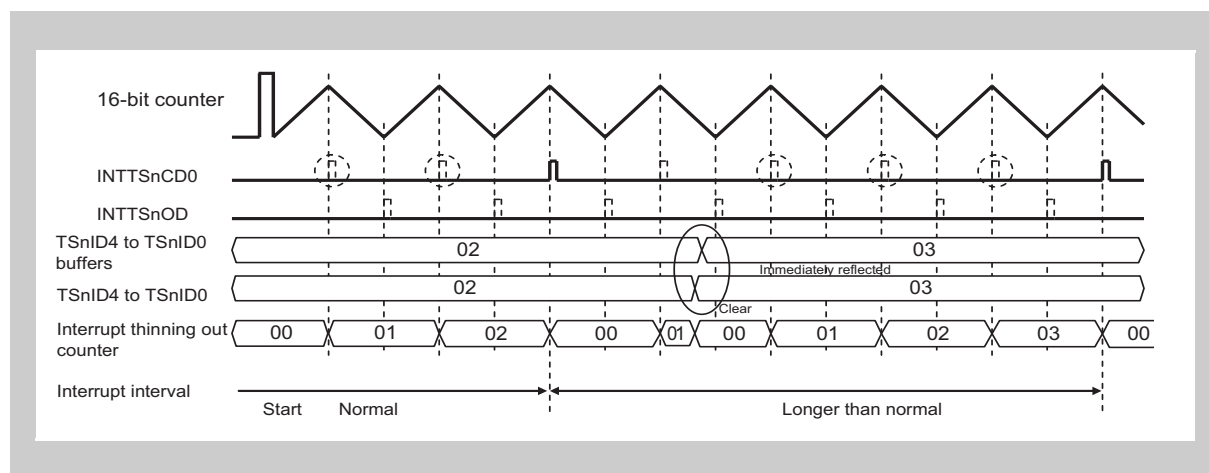 16-bit counter
INTTSnCD0
INTTSnOD
TSnID4 to TSnID0
buffers
02
03
Immediately reflected
TSnID4 to TSnID0
02
03
Clear
Interrupt thinning out
counter
00 01 02 00 01 00 01 02 03 00
Interrupt interval
Start Normal Longer than normal